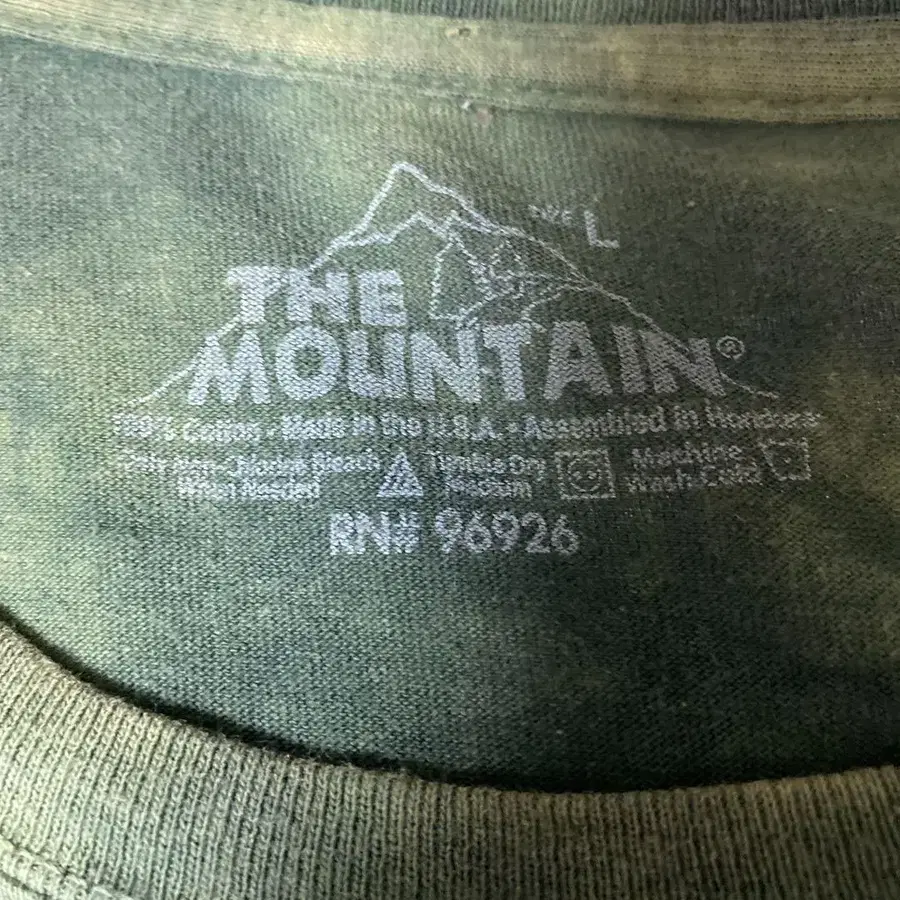 SIZE L
THE
MOUNTAIN®
100% Cotton • Made in the U.S.A. • Assembled in Honduras
Only Non-Chlorine Bleach
When Needed
Tumble Dry
Medium
Machine
Wash Cold
RN# 96926